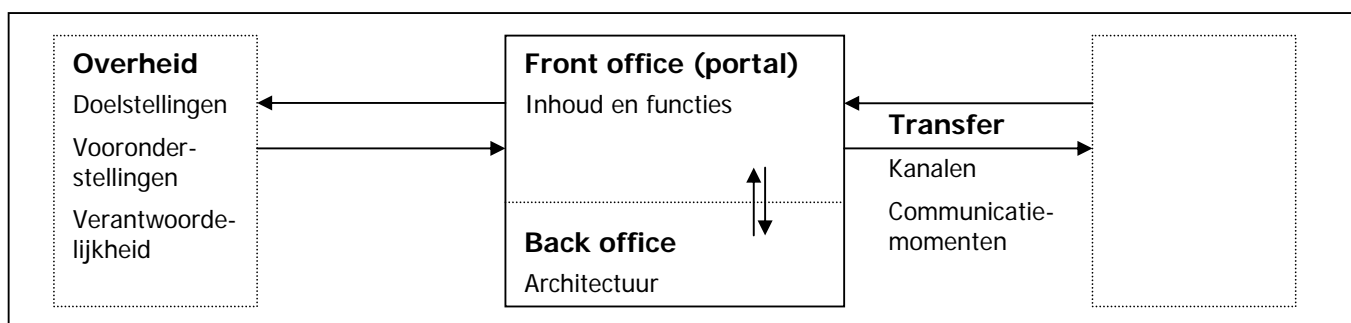 Overheid
Doelstellingen
Vooronder-
stellingen
Verantwoorde-
lijkheid
Front office (portal)
Inhoud en functies
Back office
Architectuur
Transfer
Kanalen
Communicatie-
momenten